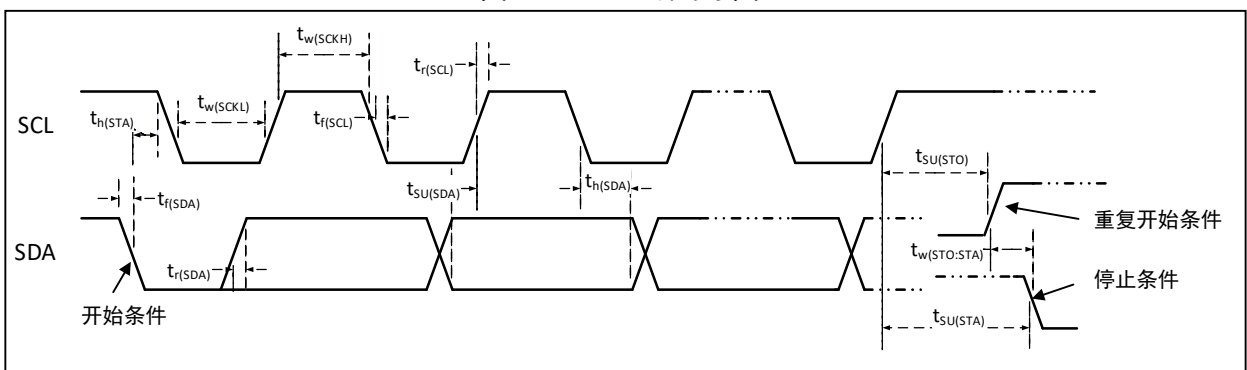 tw(SCKH)
tr(SCL)
SCL
th(STA)
tw(SCKL)
tf(SCL)
tSU(STO)
tSU(SDA)
th(SDA)
tf(SDA)
重复开始条件
SDA
tw(STO:STA)
tr(SDA)
停止条件
开始条件
tSU(STA)